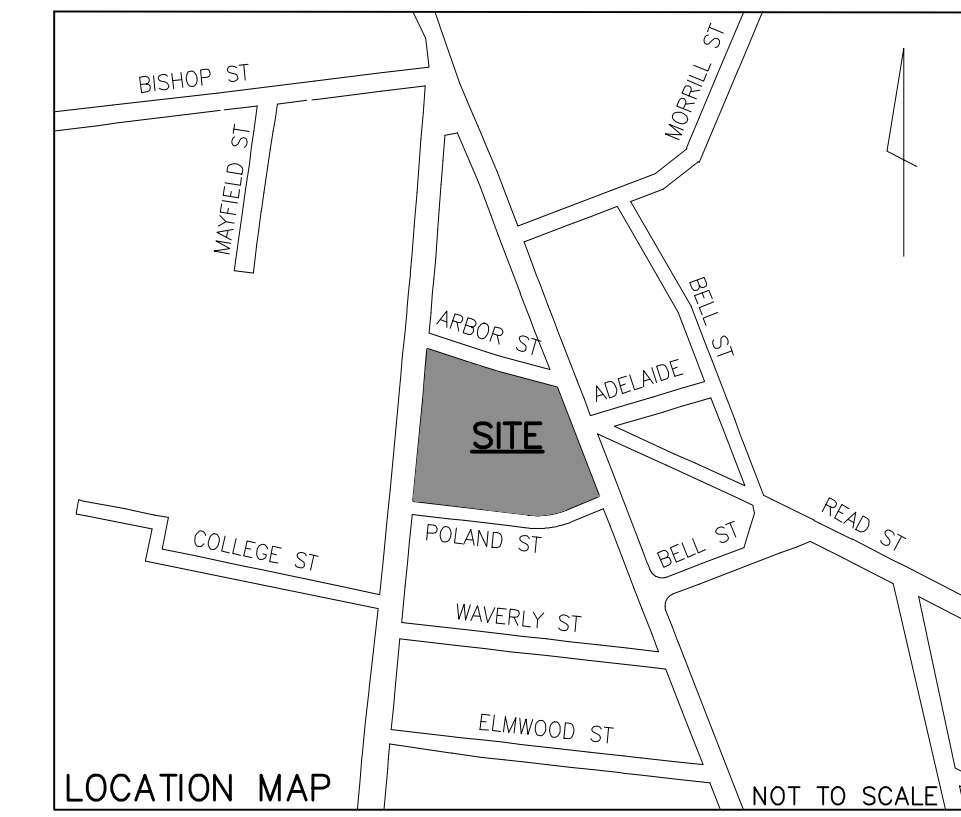 BISHOP ST
MORRILL ST
MAYFIELD ST
BELL ST
ARBOR ST
ADELAIDE
SITE
READ ST
POLAND ST
BELL ST
COLLEGE ST
WAVERLY ST
ELMWOOD ST
LOCATION MAP
NOT TO SCALE